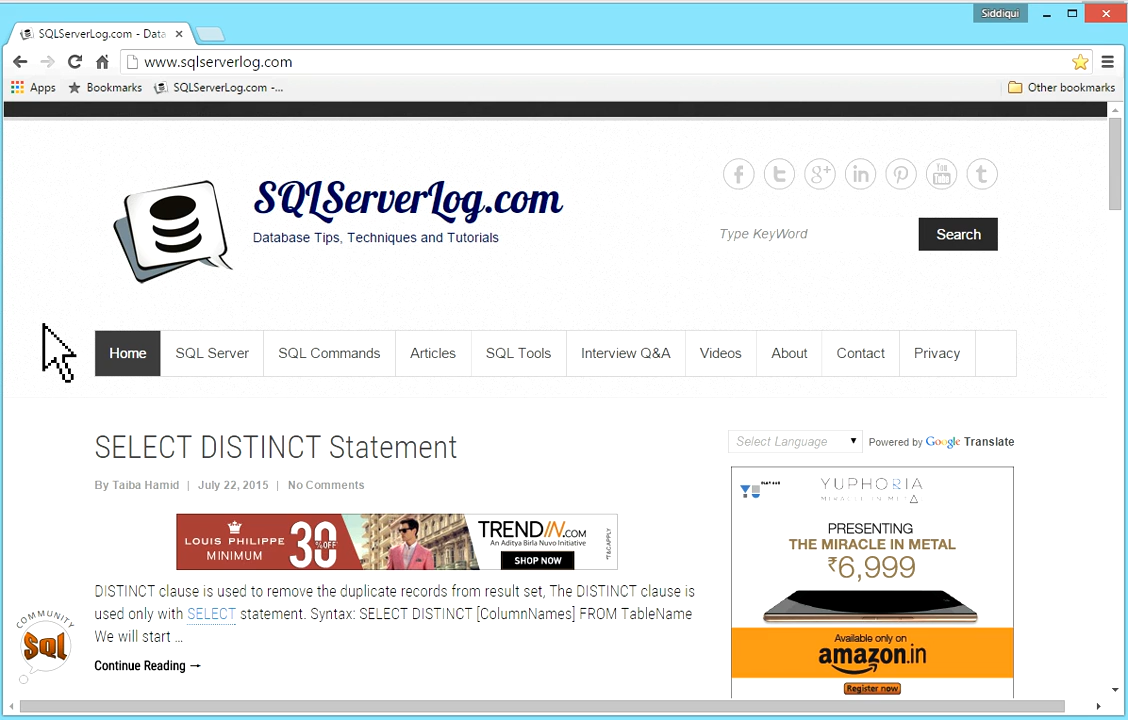 Siddiqui
SQLServerLog.com - Data
www.sqlserverlog.com
Apps Bookmarks SQLServerLog.com -... Other bookmarks
SQLServerLog.com
Database Tips, Techniques and Tutorials
f t g+ in p You Tube t
Type KeyWord Search
Home SQL Server SQL Commands Articles SQL Tools Interview Q&A Videos About Contact Privacy
SELECT DISTINCT Statement
By Taiba Hamid | July 22, 2015 | No Comments
LOUIS PHILIPPE
MINIMUM
30 %OFF
TRENDIN.COM
An Aditya Birla Nuvo Initiative
SHOP NOW
*T&C APPLY
DISTINCT clause is used to remove the duplicate records from result set, The DISTINCT clause is
used only with SELECT statement. Syntax: SELECT DISTINCT [ColumnNames] FROM TableName
We will start ...
Continue Reading →
COMMUNITY
Sql
Select Language ▼ Powered by Google Translate
YU
YUPHORIA
MIRACLE IN METAL
PRESENTING
THE MIRACLE IN METAL
₹6,999
Available only on
amazon.in
Register now